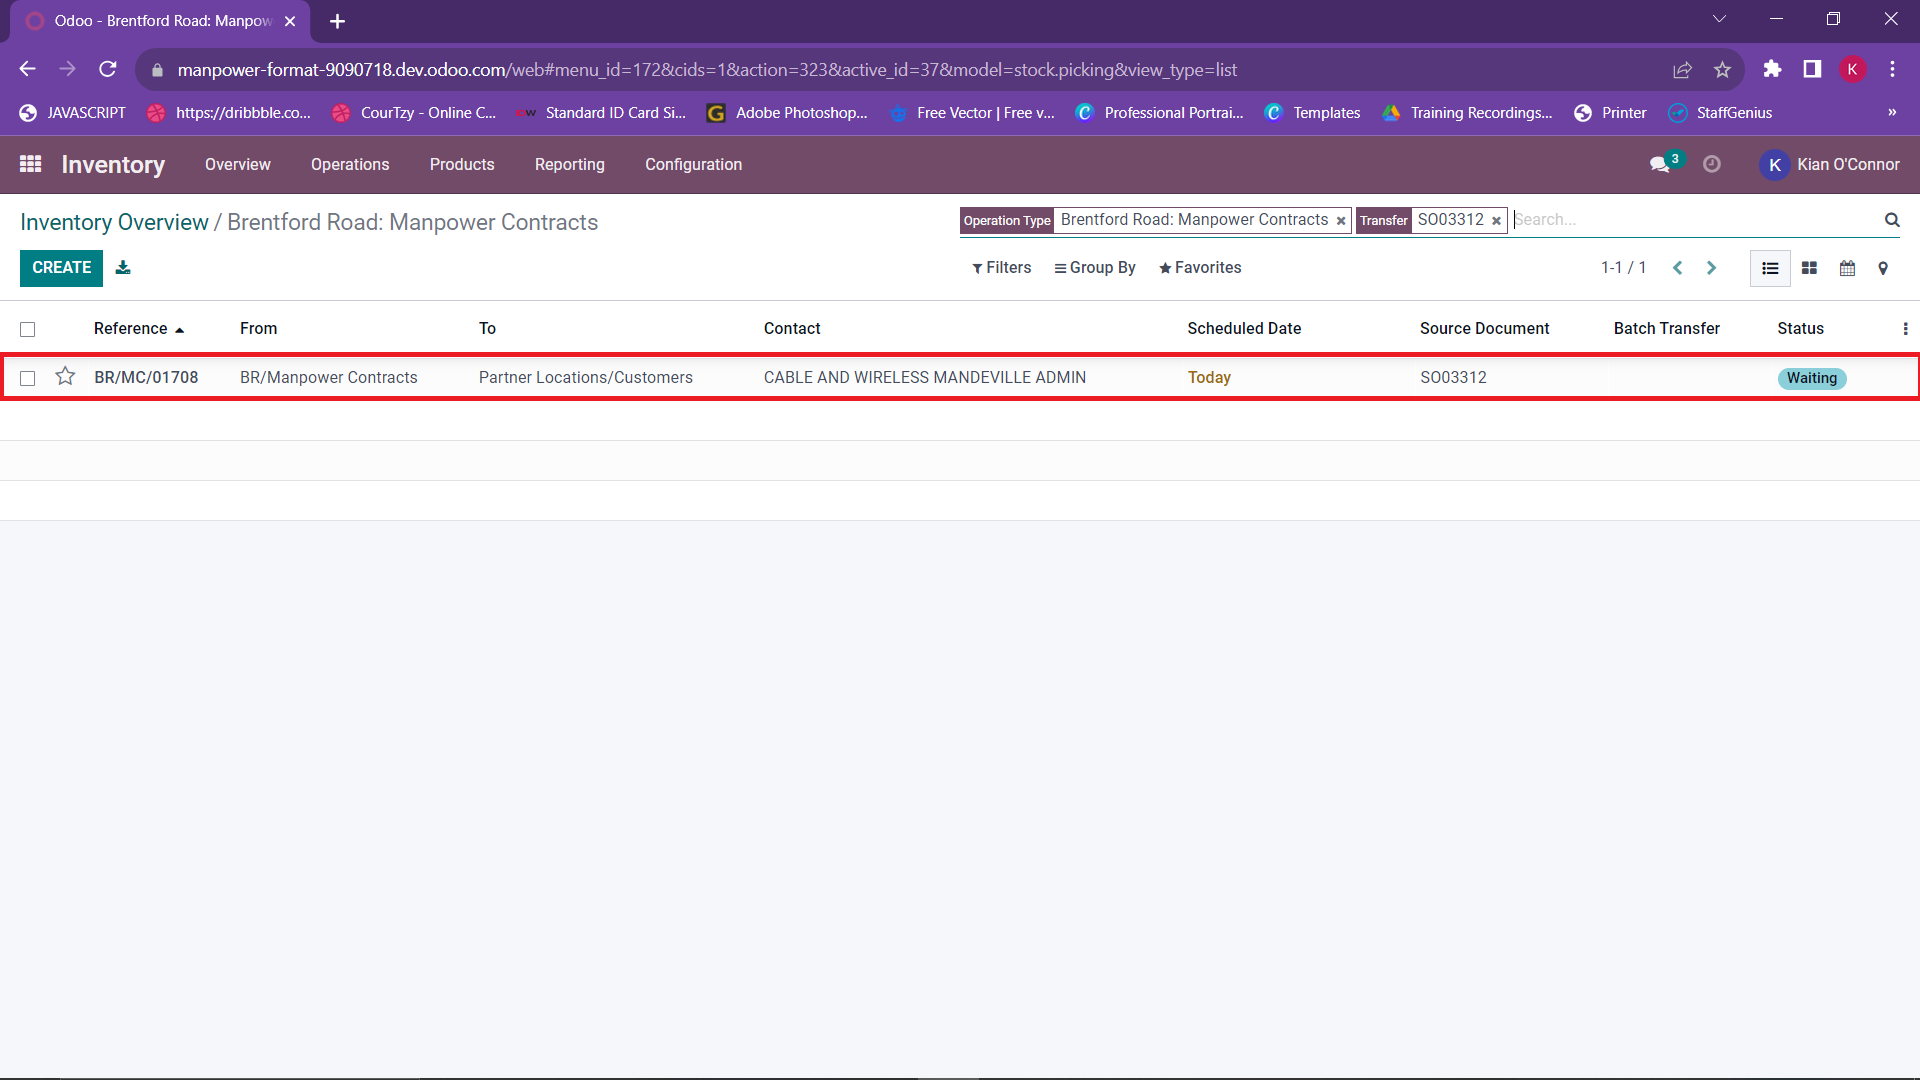 Odoo - Brentford Road: Manpow
manpower-format-9090718.dev.odoo.com/web#menu_id=172&cids=1&action=323&active_id=37&model=stock.picking&view_type=list
K
JAVASCRIPT https://dribbble.co... CourTzy - Online C... Standard ID Card Si... Adobe Photoshop... Free Vector | Free v... Professional Portrai... Templates Training Recordings... Printer StaffGenius »
Inventory Overview Operations Products Reporting Configuration 3 K Kian O'Connor
Inventory Overview / Brentford Road: Manpower Contracts
Operation Type Brentford Road: Manpower Contracts × Transfer SO03312 × Search...
CREATE Filters Group By Favorites 1-1 / 1
Reference From To Contact Scheduled Date Source Document Batch Transfer Status
BR/MC/01708 BR/Manpower Contracts Partner Locations/Customers CABLE AND WIRELESS MANDEVILLE ADMIN Today SO03312 Waiting